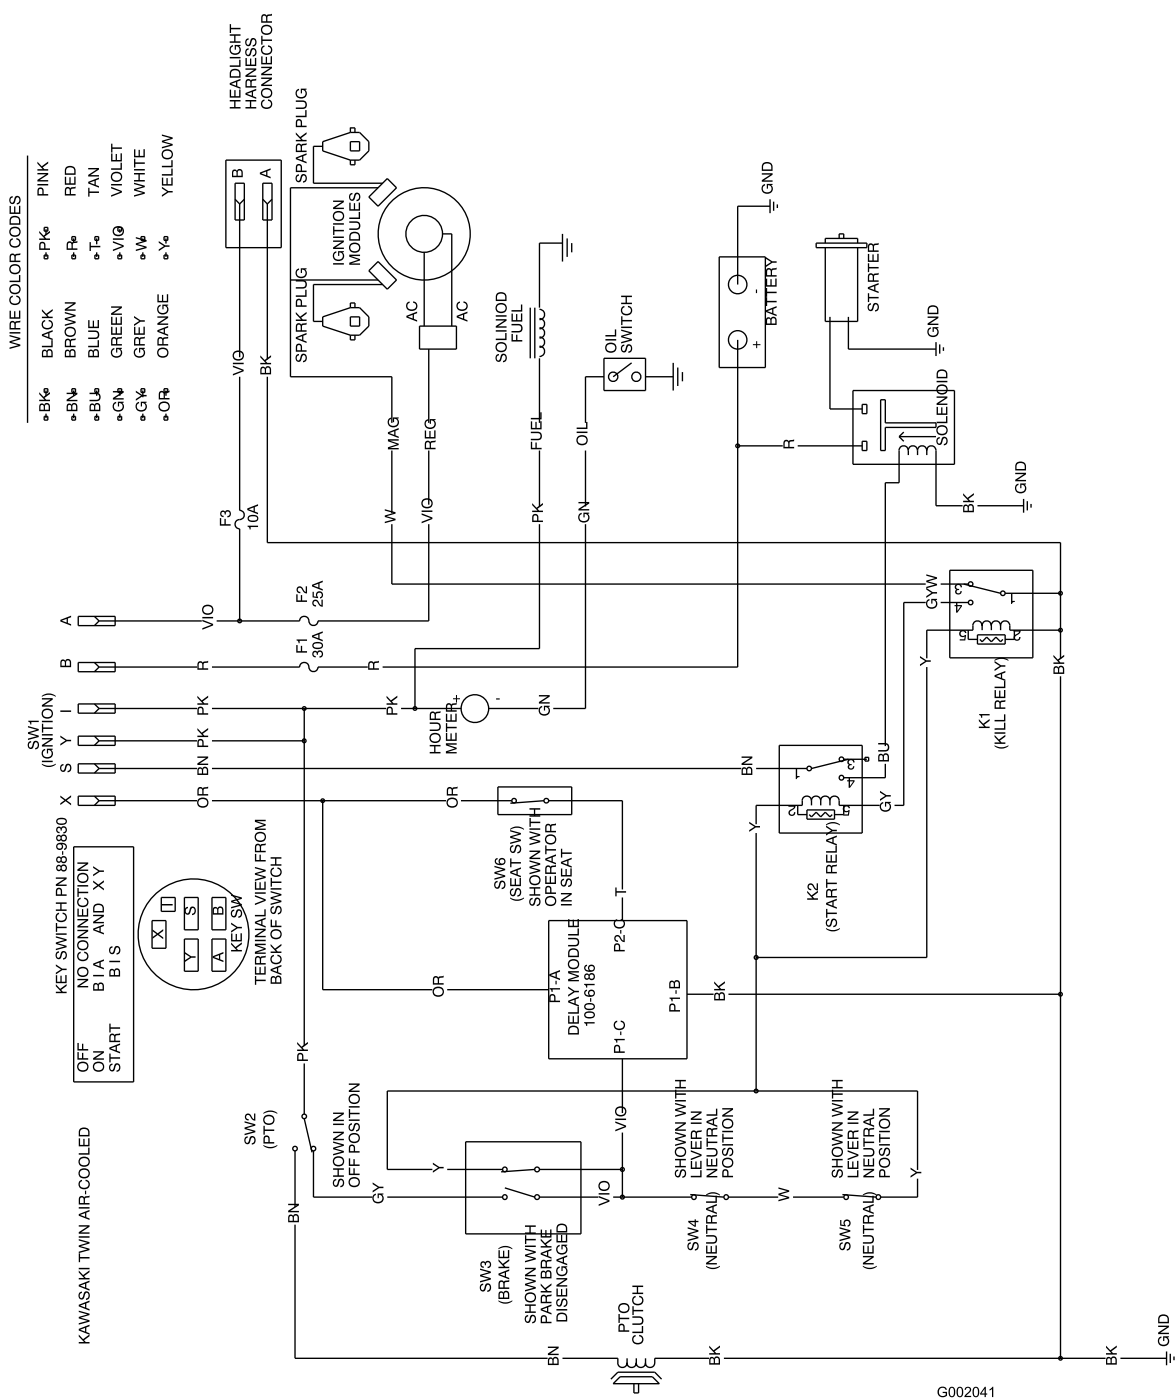 WIRE COLOR CODES
BK BLACK PK PINK
BN BROWN R RED
BU BLUE T TAN
GN GREEN VIO VIOLET
GY GREY W WHITE
OR ORANGE Y YELLOW
HEADLIGHT
HARNESS
CONNECTOR
B
A
VIO
BK
F3
10A
SPARK PLUG
SPARK PLUG
IGNITION
MODULES
AC
AC
MAG
REG
W
VIO
SOLINIOD
FUEL
FUEL
PK
OIL
SWITCH
OIL
GN
GND
BATTERY
+
-
R
STARTER
GND
SOLENOID
BK
GND
SW1
(IGNITION)
A
B
I
Y
S
X
VIO
F2
25A
R
F1
30A
R
PK
PK
PK
HOUR
METER
+
-
GN
BN
BN
OR
OR
SW6
(SEAT SW)
SHOWN WITH
OPERATOR
IN SEAT
T
K2
(START RELAY)
1
3
4
2
5
BU
GY
Y
K1
(KILL RELAY)
3
4
1
5
2
GY
W
Y
BK
KEY SWITCH PN 88-9830
OFF NO CONNECTION
ON B I A AND X Y
START B I S
X
I
Y
S
A
B
KEY SW
TERMINAL VIEW FROM
BACK OF SWITCH
OR
P1-A
DELAY MODULE
100-6186
P1-C
P2-C
P1-B
BK
PK
SW2
(PTO)
SHOWN IN
OFF POSITION
BN
GY
Y
VIO
VIO
SW3
(BRAKE)
SHOWN WITH
PARK BRAKE
DISENGAGED
SHOWN WITH
LEVER IN
NEUTRAL
POSITION
SW4
(NEUTRAL)
W
SHOWN WITH
LEVER IN
NEUTRAL
POSITION
SW5
(NEUTRAL)
Y
KAWASAKI TWIN AIR-COOLED
BN
PTO
CLUTCH
BK
BK
GND
G002041